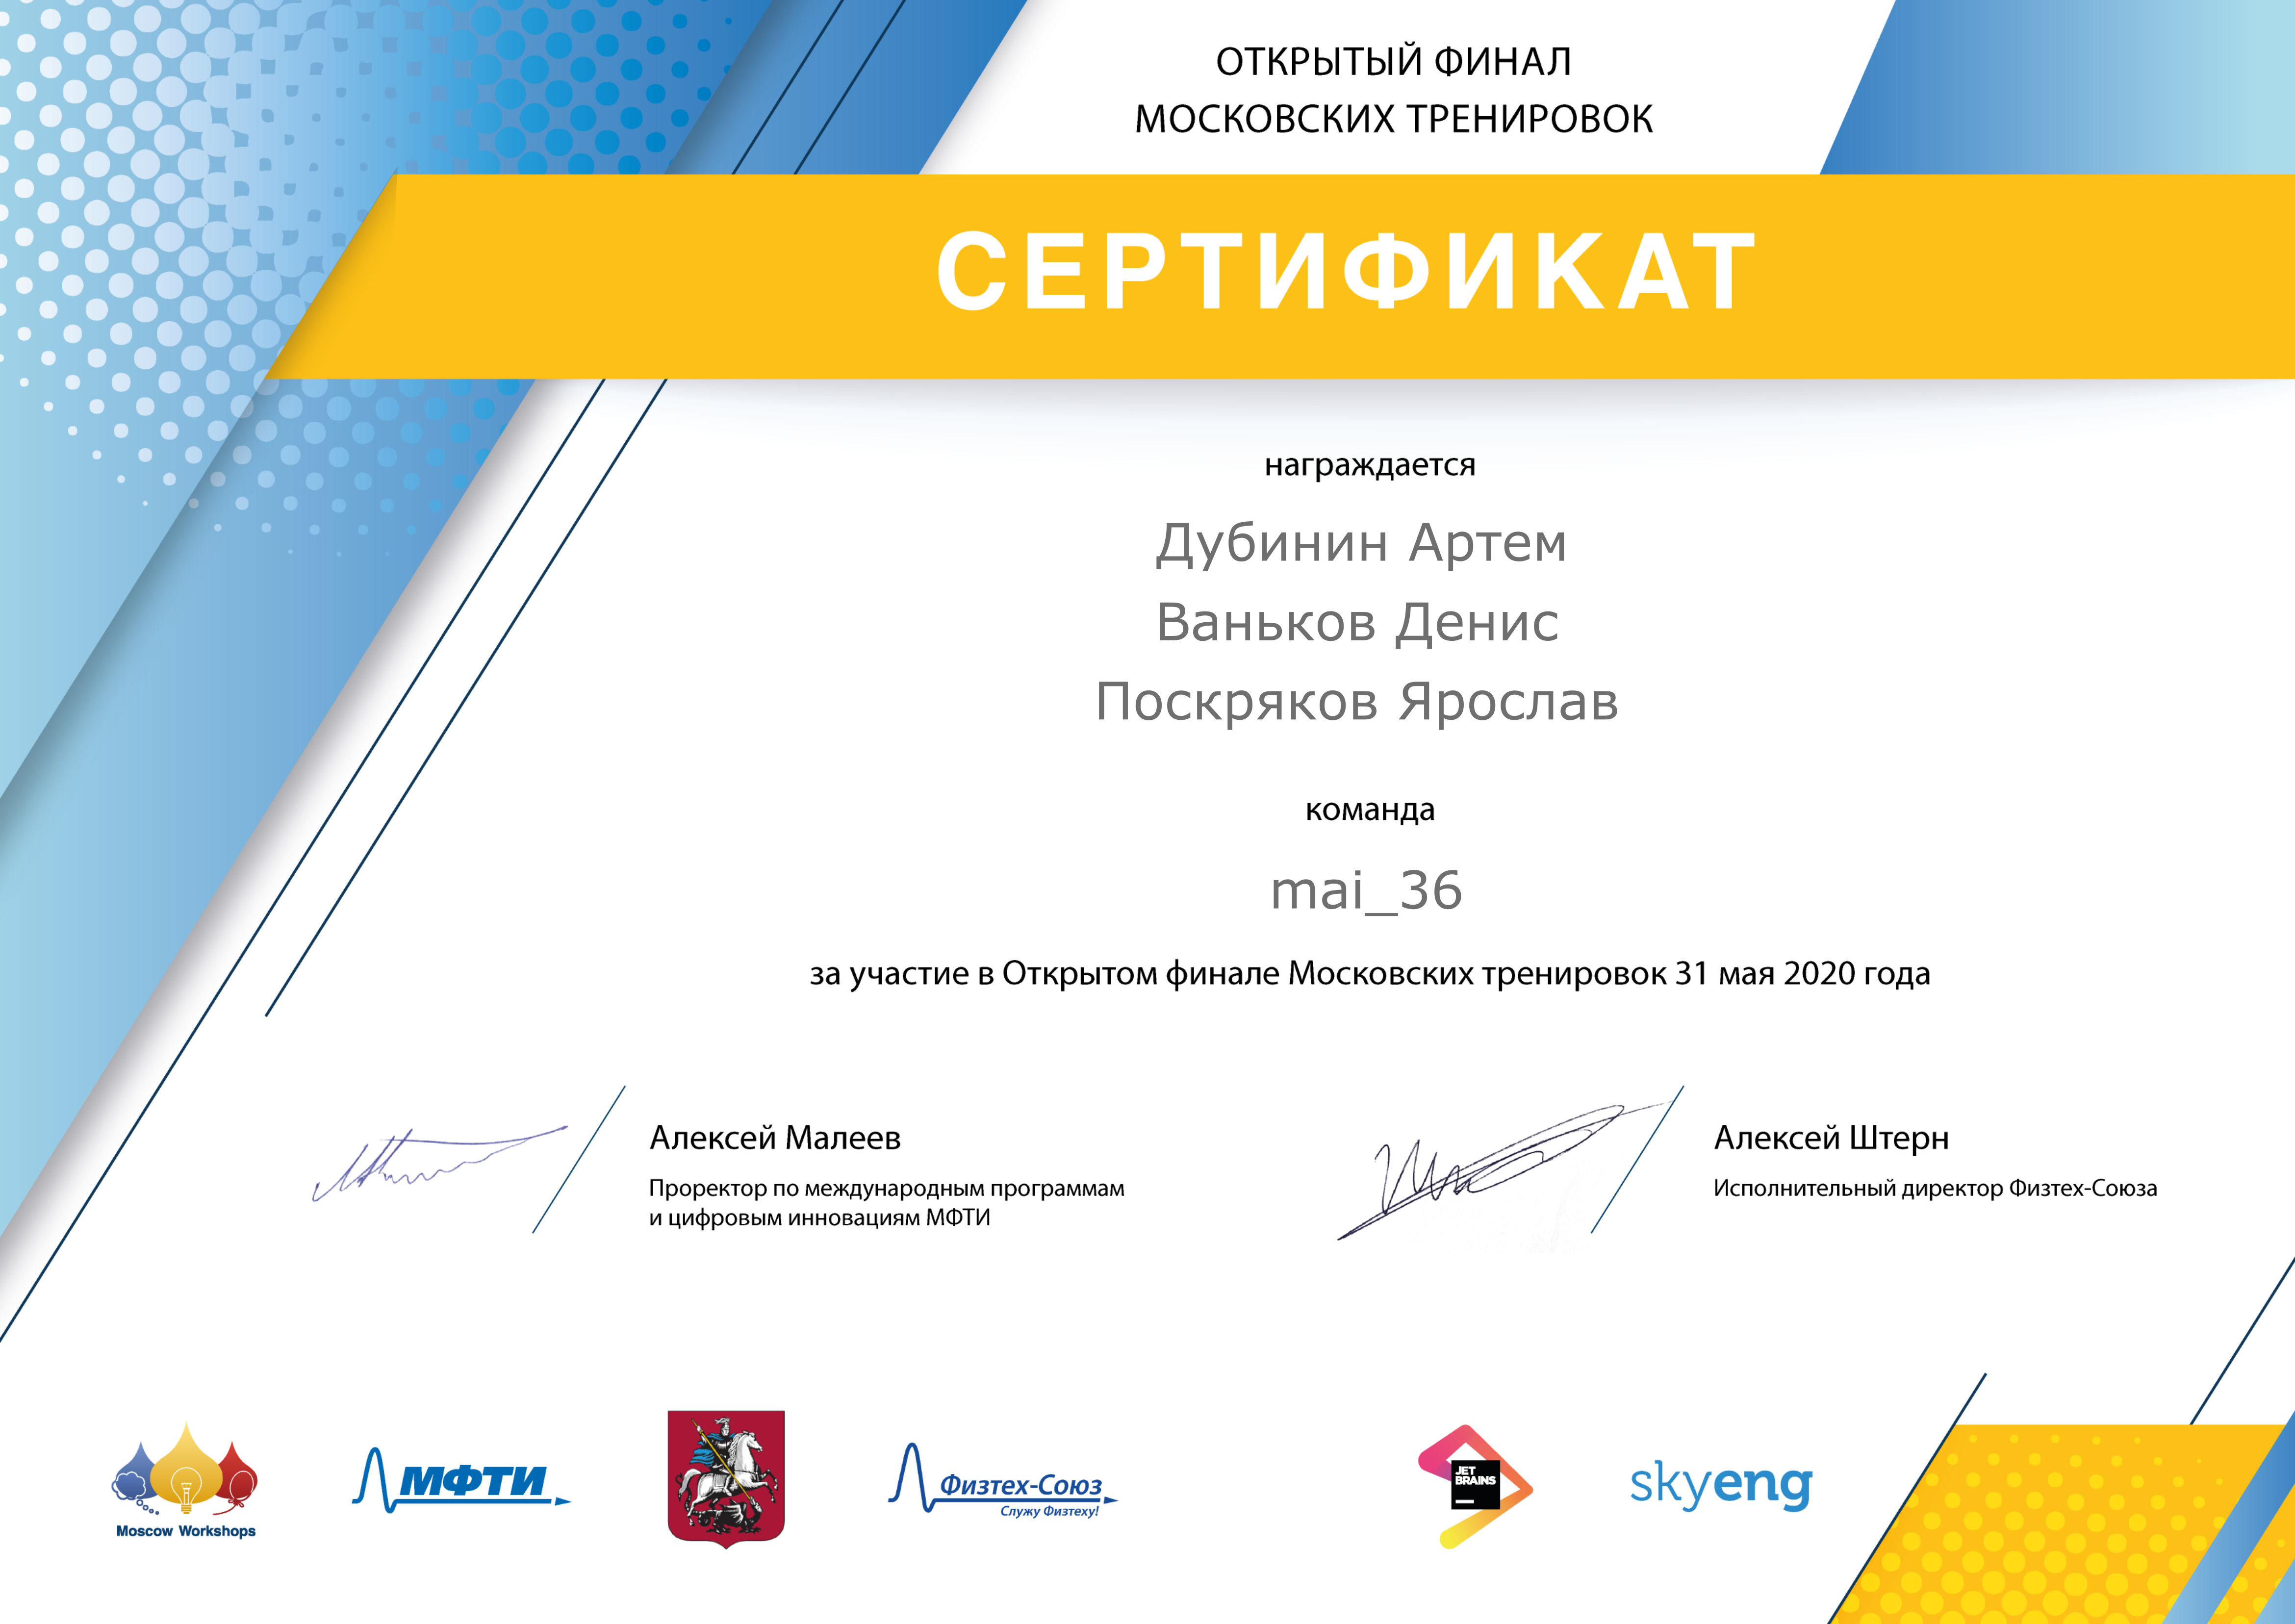 ОТКРЫТЫЙ ФИНАЛ
МОСКОВСКИХ ТРЕНИРОВОК
СЕРТИФИКАТ
награждается
Дубинин Артем
Ваньков Денис
Поскряков Ярослав
команда
mai_36
за участие в Открытом финале Московских тренировок 31 мая 2020 года
Алексей Малеев
Проректор по международным программам
и цифровым инновациям МФТИ
Алексей Штерн
Исполнительный директор Физтех-Союза
Moscow Workshops
МФТИ
Физтех-Союз
Служу Физтеху!
JET
BRAINS
skyeng